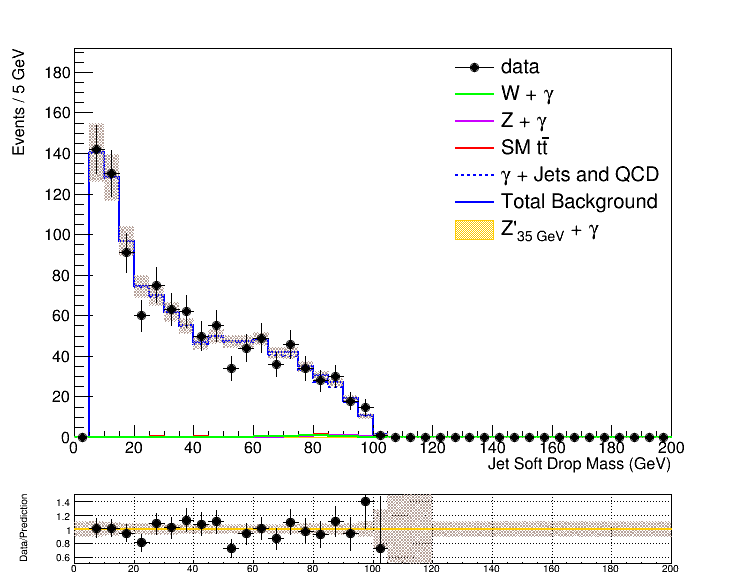 Events / 5 GeV
180
160
140
120
100
80
60
40
20
0
data
W + γ
Z + γ
SM tt̄
γ + Jets and QCD
Total Background
Z'35 GeV + γ
0 20 40 60 80 100 120 140 160 180 200
Jet Soft Drop Mass (GeV)
Data/Prediction
1.4
1.2
1
0.8
0.6
0 20 40 60 80 100 120 140 160 180 200